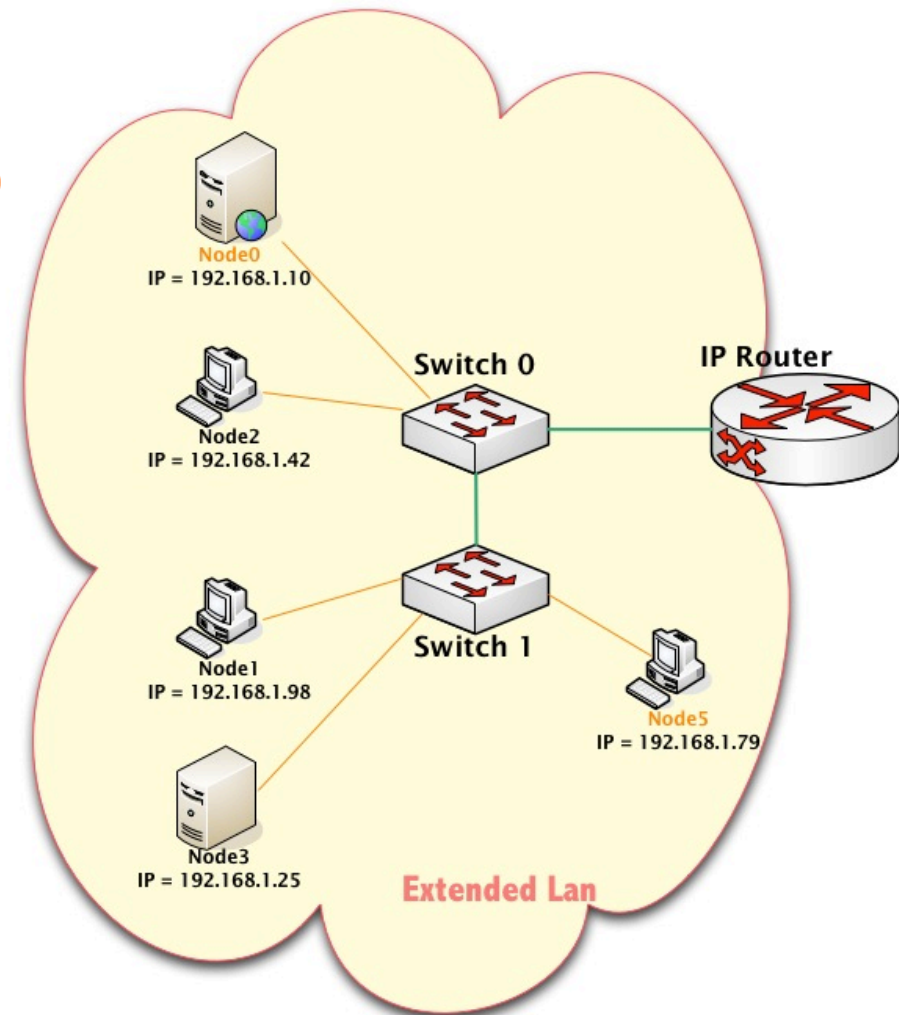 Node0
IP = 192.168.1.10
Switch 0
IP Router
Node2
IP = 192.168.1.42
Switch 1
Node1
IP = 192.168.1.98
Node5
IP = 192.168.1.79
Node3
IP = 192.168.1.25
Extended Lan